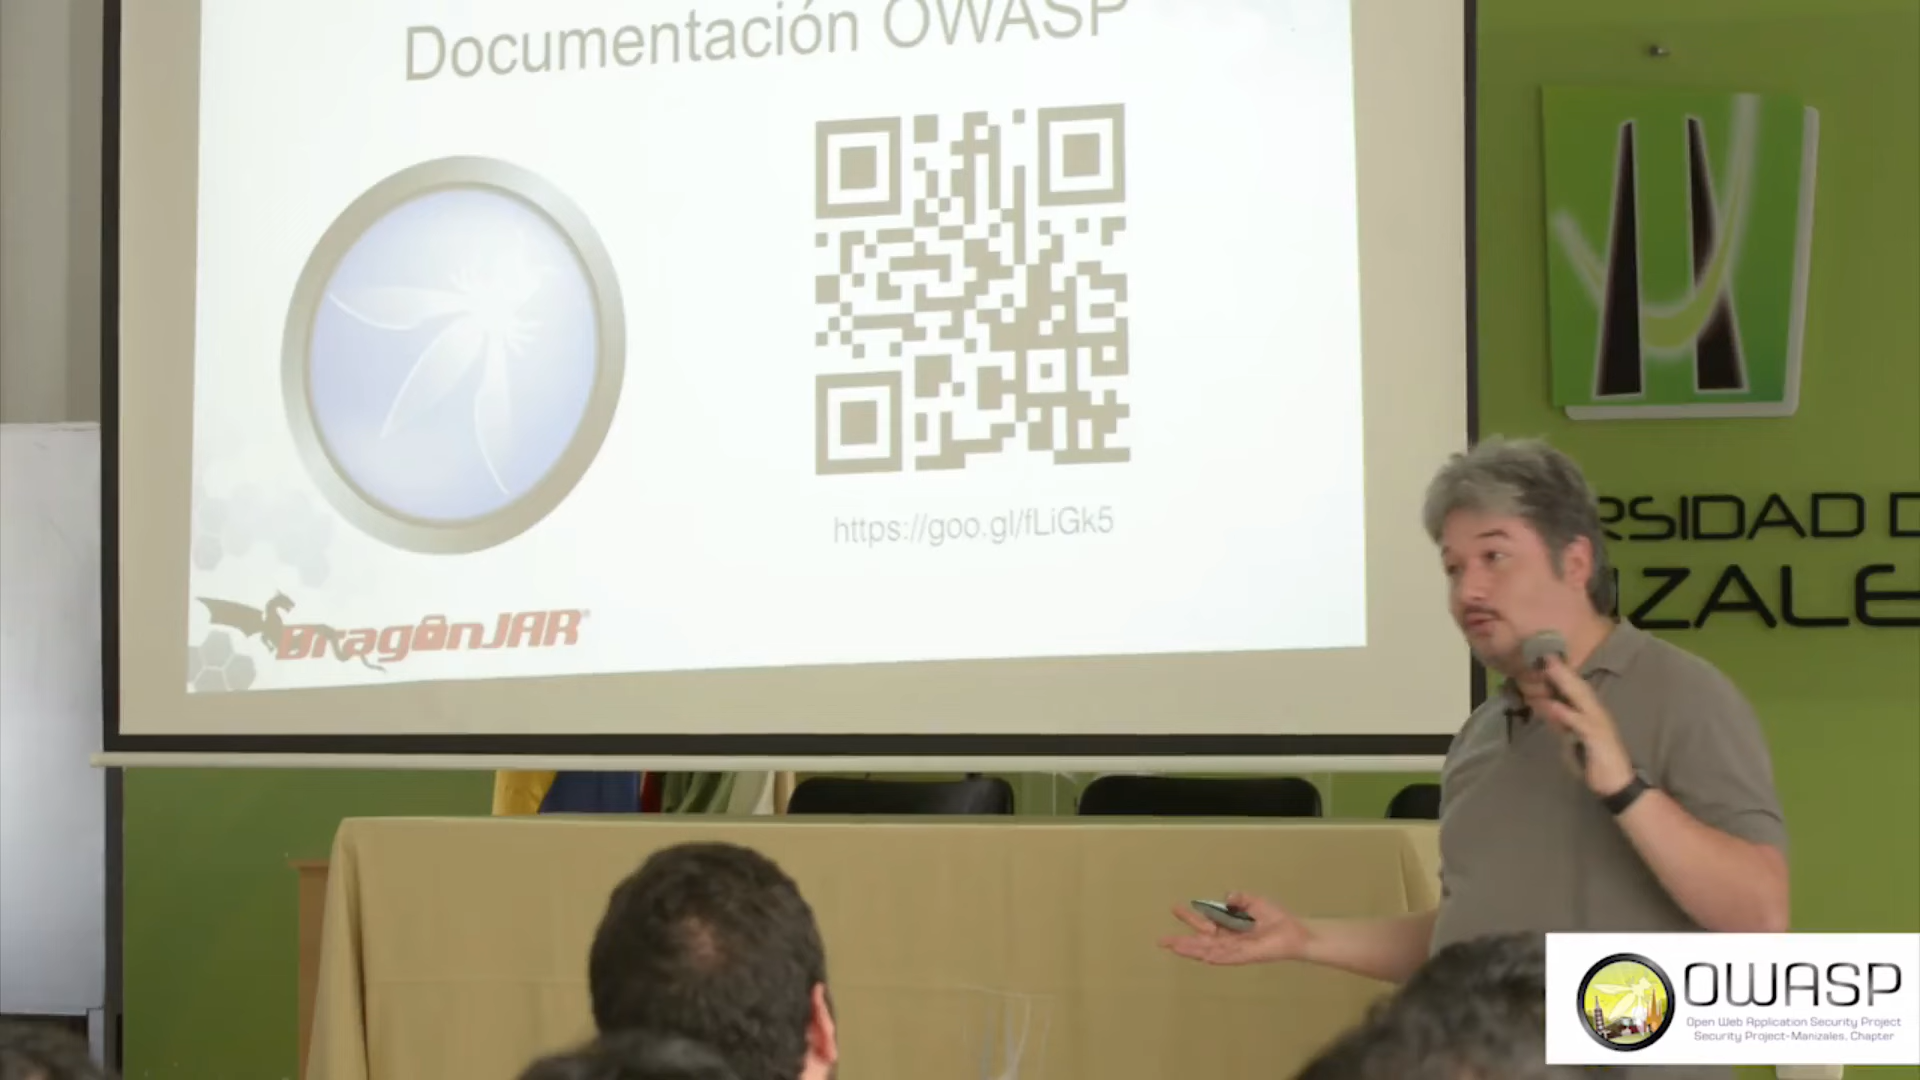 Documentación OWASP
https://goo.gl/fLiGk5
DragonJAR
RSIDAD D
IZALE
OWASP
Open Web Application Security Project
Security Project-Manizales. Chapter